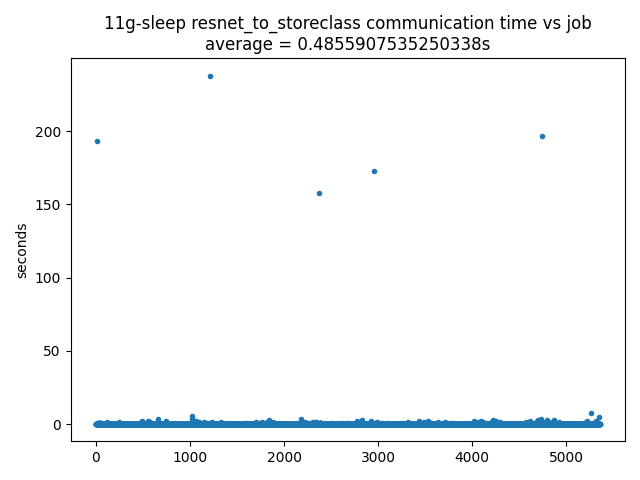 11g-sleep resnet_to_storeclass communication time vs job
average = 0.4855907535250338s
seconds
200
150
100
50
0
0 1000 2000 3000 4000 5000